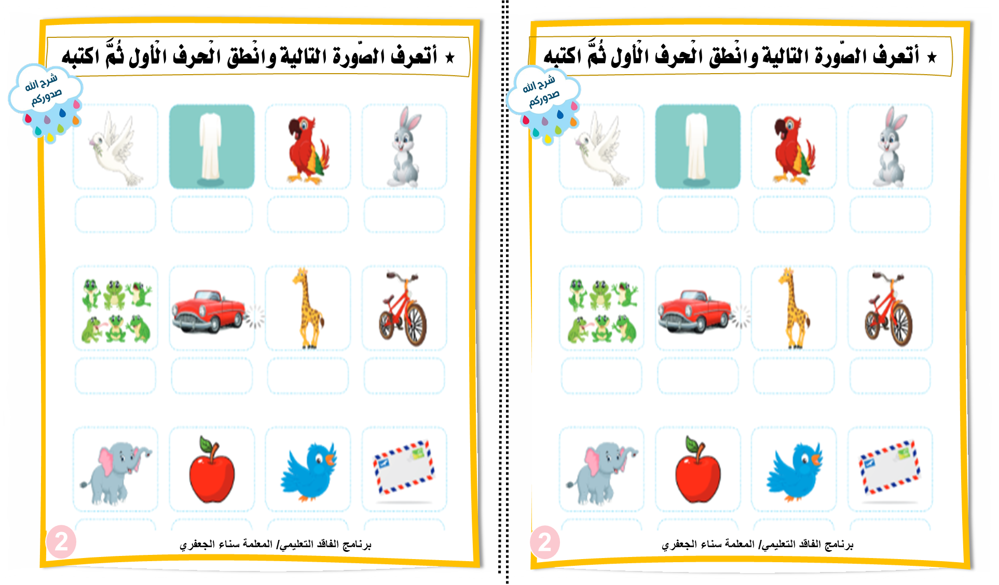 ★ أتعرف الصّورة التالية وانْطق الْحرف الْأول ثُمَّ اكتبه
شرح الله
صدوركم
2
برنامج الفاقد التعليمي/ المعلمة سناء الجعفري
★ أتعرف الصّورة التالية وانْطق الْحرف الْأول ثُمَّ اكتبه
شرح الله
صدوركم
2
برنامج الفاقد التعليمي/ المعلمة سناء الجعفري